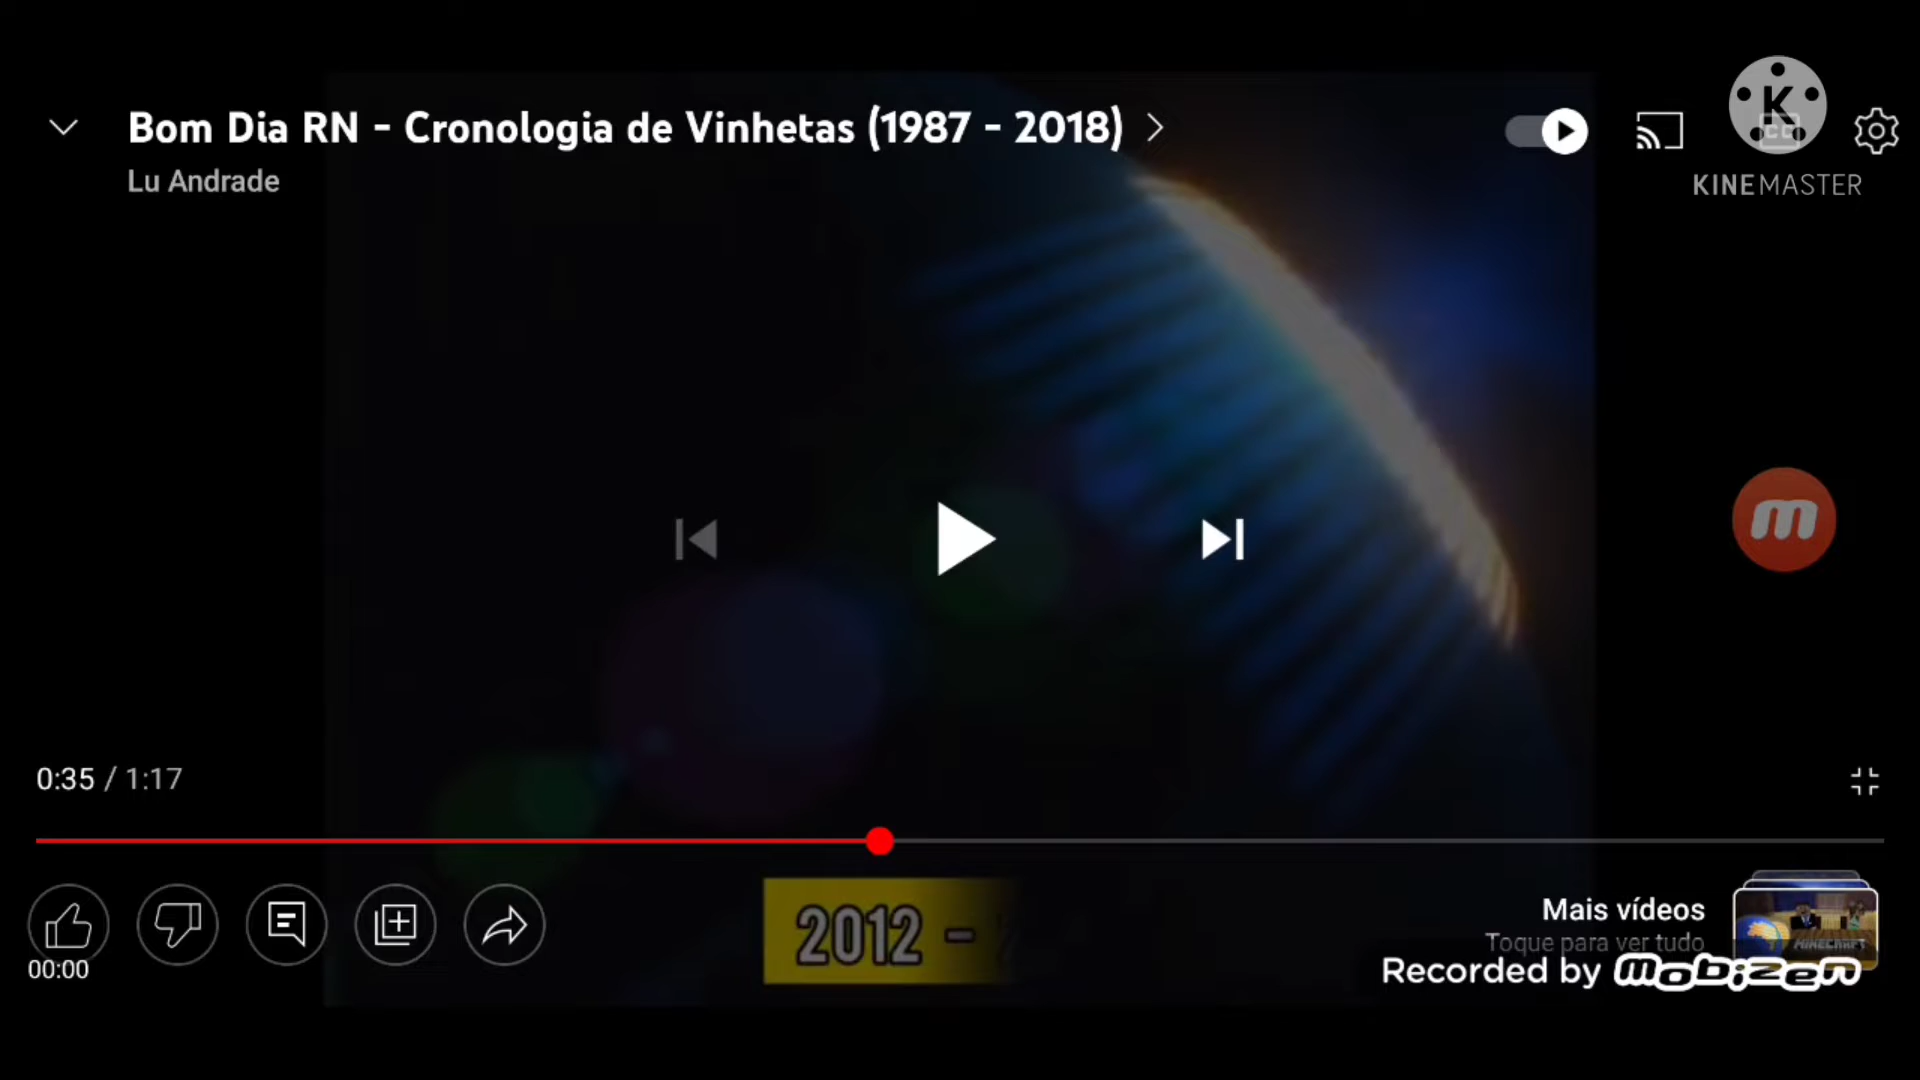 Bom Dia RN - Cronologia de Vinhetas (1987 - 2018)
Lu Andrade
KINEMASTER
0:35 / 1:17
2012 -
Mais vídeos
Toque para ver tudo
MINECRAFT
00:00
Recorded by mobizen